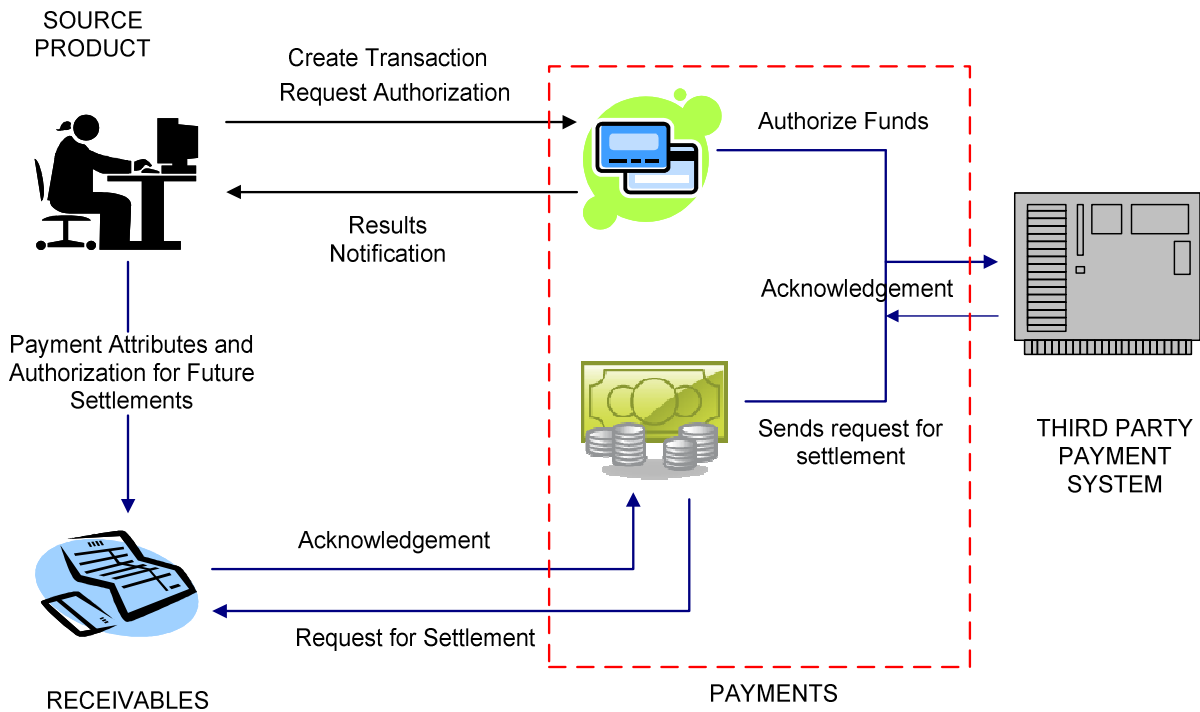 SOURCE
PRODUCT
Create Transaction
Request Authorization
Authorize Funds
Results
Notification
Acknowledgement
Payment Attributes and
Authorization for Future
Settlements
Sends request for
settlement
THIRD PARTY
PAYMENT
SYSTEM
Acknowledgement
Request for Settlement
RECEIVABLES
PAYMENTS